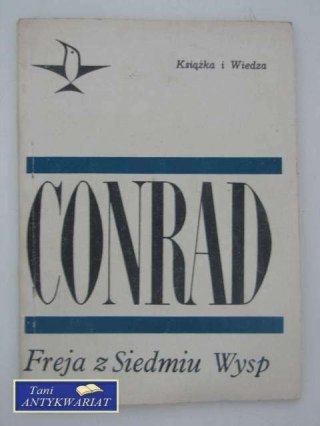 Książka i Wiedza
CONRAD
Freja z Siedmiu Wysp
Tani
ANTYKWARIAT